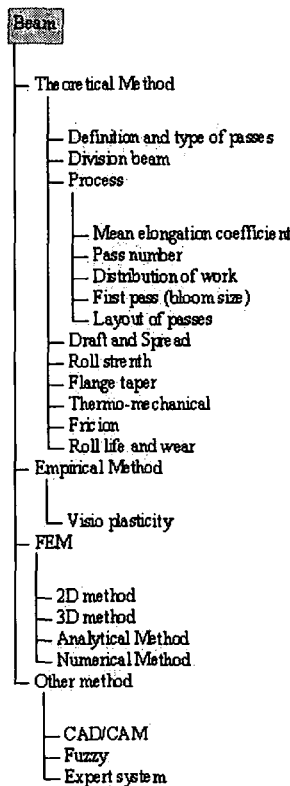 Beam
Theoretical Method
Definition and type of passes
Division beam
Process
Mean elongation coefficient
Pass number
Distribution of work
First pass (bloom size)
Layout of passes
Draft and Spread
Roll strenth
Flange taper
Thermo-mechanical
Fricion
Roll life and wear
Empirical Method
Visio plasticity
FEM
2D method
3D method
Analytical Method
Numerical Method
Other method
CAD/CAM
Fuzzy
Expert system